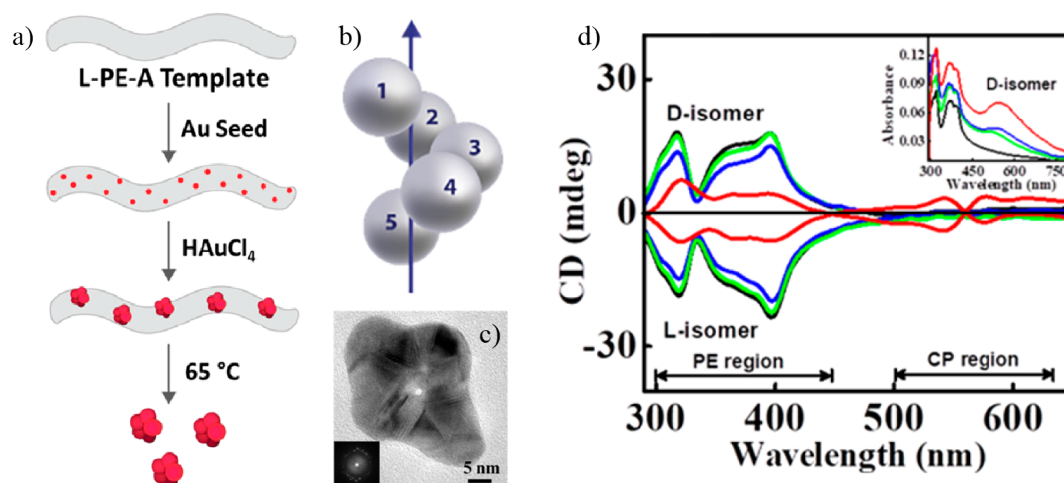 a)
L-PE-A Template
Au Seed
HAuCl₄
65 °C
b)
1
2
3
4
5
c)
5 nm
d)
CD (mdeg)
30
0
-30
D-isomer
L-isomer
PE region
CP region
300
400
500
600
Wavelength (nm)
Absorbance
0.12
0.09
0.06
0.03
D-isomer
300 450 600 750
Wavelength (nm)